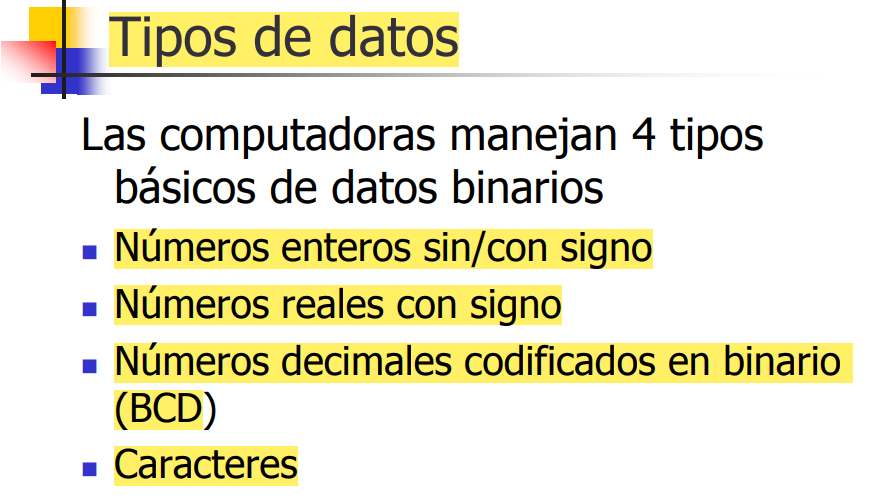 Tipos de datos
Las computadoras manejan 4 tipos
básicos de datos binarios
Números enteros sin/con signo
Números reales con signo
Números decimales codificados en binario
(BCD)
Caracteres